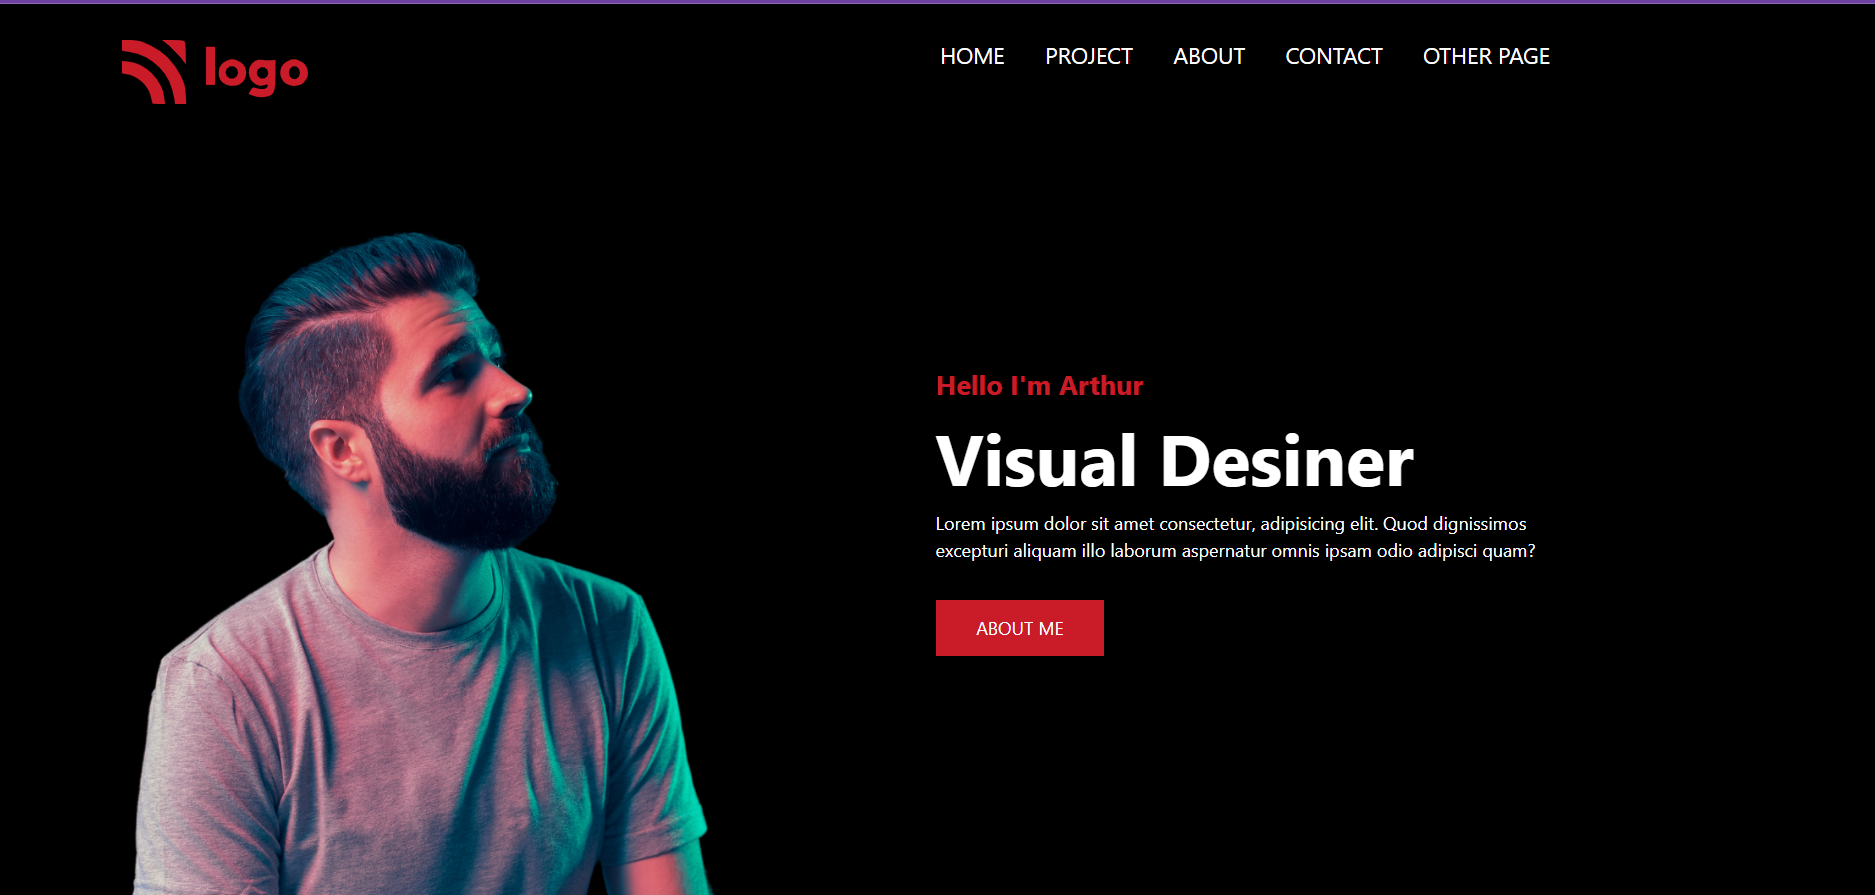 logo
HOME PROJECT ABOUT CONTACT OTHER PAGE
Hello I'm Arthur
Visual Desiner
Lorem ipsum dolor sit amet consectetur, adipisicing elit. Quod dignissimos
excepturi aliquam illo laborum aspernatur omnis ipsam odio adipisci quam?
ABOUT ME